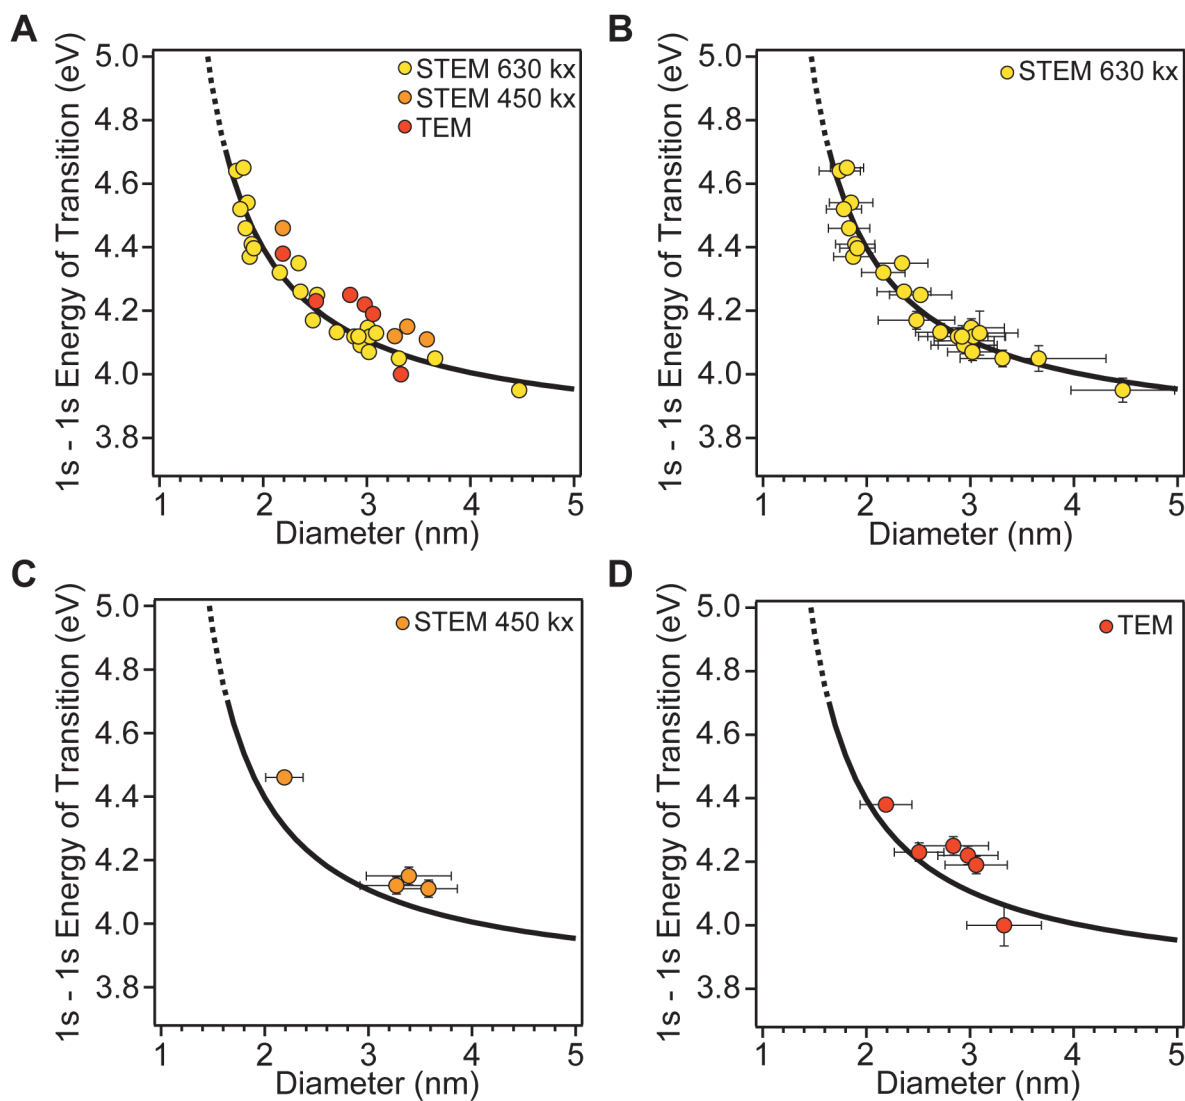 A
1s - 1s Energy of Transition (eV)
5.0
4.8
4.6
4.4
4.2
4.0
3.8
STEM 630 kx
STEM 450 kx
TEM
1 2 3 4 5
Diameter (nm)
B
1s - 1s Energy of Transition (eV)
5.0
4.8
4.6
4.4
4.2
4.0
3.8
STEM 630 kx
1 2 3 4 5
Diameter (nm)
C
1s - 1s Energy of Transition (eV)
5.0
4.8
4.6
4.4
4.2
4.0
3.8
STEM 450 kx
1 2 3 4 5
Diameter (nm)
D
1s - 1s Energy of Transition (eV)
5.0
4.8
4.6
4.4
4.2
4.0
3.8
TEM
1 2 3 4 5
Diameter (nm)